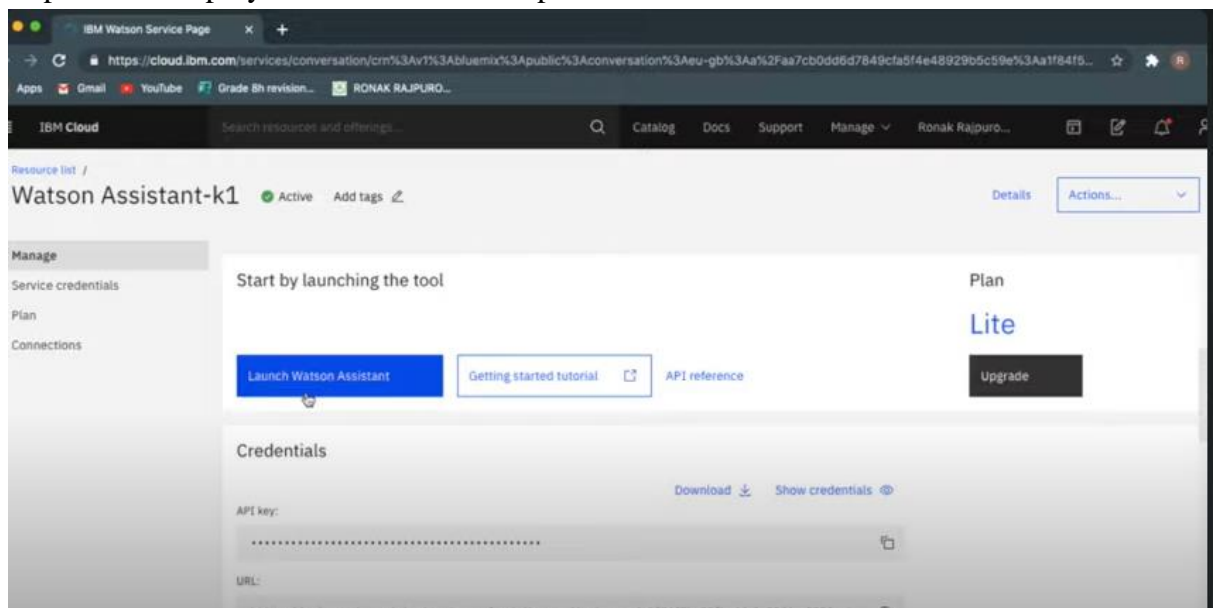 IBM Watson Service Page
https://cloud.ibm.com/services/conversation/crn%3Av1%3Abluemix%3Apublic%3Aconversation%3Aeu-gb%3Aa%2Faa7cb0dd6d7849cfa5f4e48929b5c59e%3Aa1f84f5...
Apps Gmail YouTube Grade 8h revision... RONAK RAJPURO...
IBM Cloud Search resources and offerings... Catalog Docs Support Manage Ronak Rajpuro...
Resource list /
Watson Assistant-k1 Active Add tags Details Actions...
Manage
Service credentials
Plan
Connections
Start by launching the tool
Plan
Lite
Launch Watson Assistant Getting started tutorial API reference Upgrade
Credentials
Download Show credentials
API key:
URL: